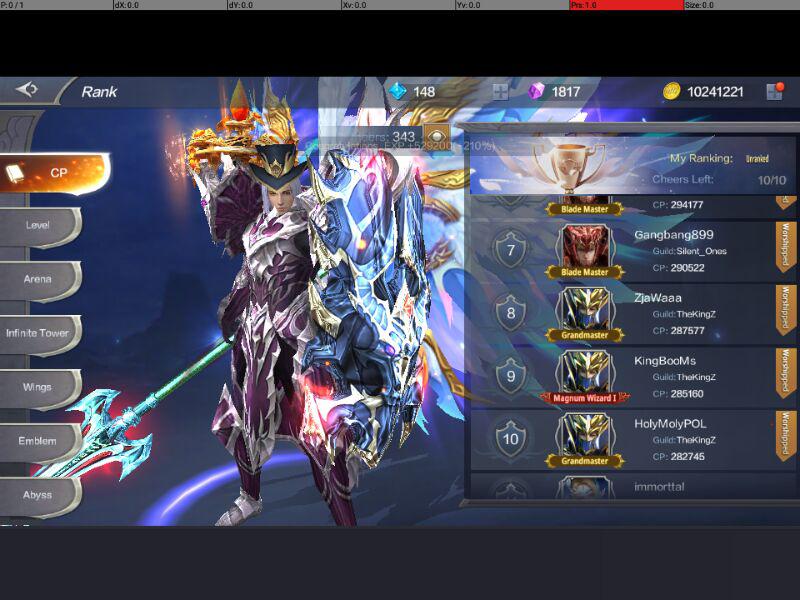 P: 0 / 1 dX: 0.0 dY: 0.0 Xv: 0.0 Yv: 0.0 Prs: 1.0 Size: 0.0
Rank
148
1817
10241221
CP
Level
Arena
Infinite Tower
Wings
Emblem
Abyss
Cheers: 343
EXP +529200(+210%)
My Ranking: Unranked
Cheers Left: 10/10
Blade Master
CP: 294177
7
Gangbang899
Guild:Silent_Ones
CP: 290522
Blade Master
Worshipped
8
ZjaWaaa
Guild:TheKingZ
CP: 287577
Grandmaster
Worshipped
9
KingBooMs
Guild:TheKingZ
CP: 285160
Magnum Wizard I
Worshipped
10
HolyMolyPOL
Guild:TheKingZ
CP: 282745
Grandmaster
Worshipped
immorttal